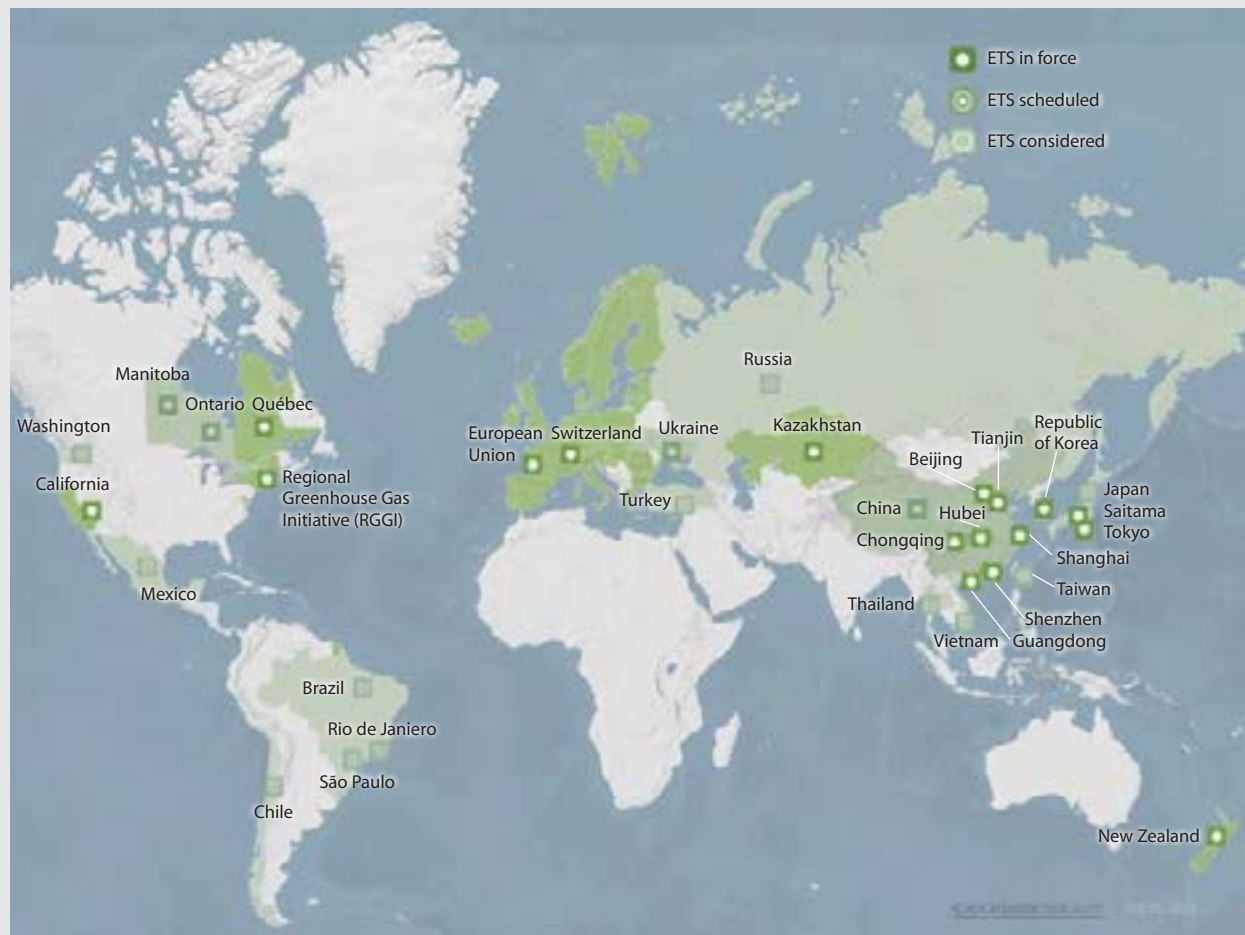 ETS in force
ETS scheduled
ETS considered
Russia
Manitoba
Ontario
Québec
Washington
California
Regional
Greenhouse Gas
Initiative (RGGI)
Mexico
European
Union
Switzerland
Ukraine
Turkey
Kazakhstan
Republic
of Korea
Tianjin
Beijing
China
Hubei
Chongqing
Japan
Saitama
Tokyo
Shanghai
Taiwan
Shenzhen
Guangdong
Thailand
Vietnam
Brazil
Rio de Janiero
São Paulo
Chile
New Zealand